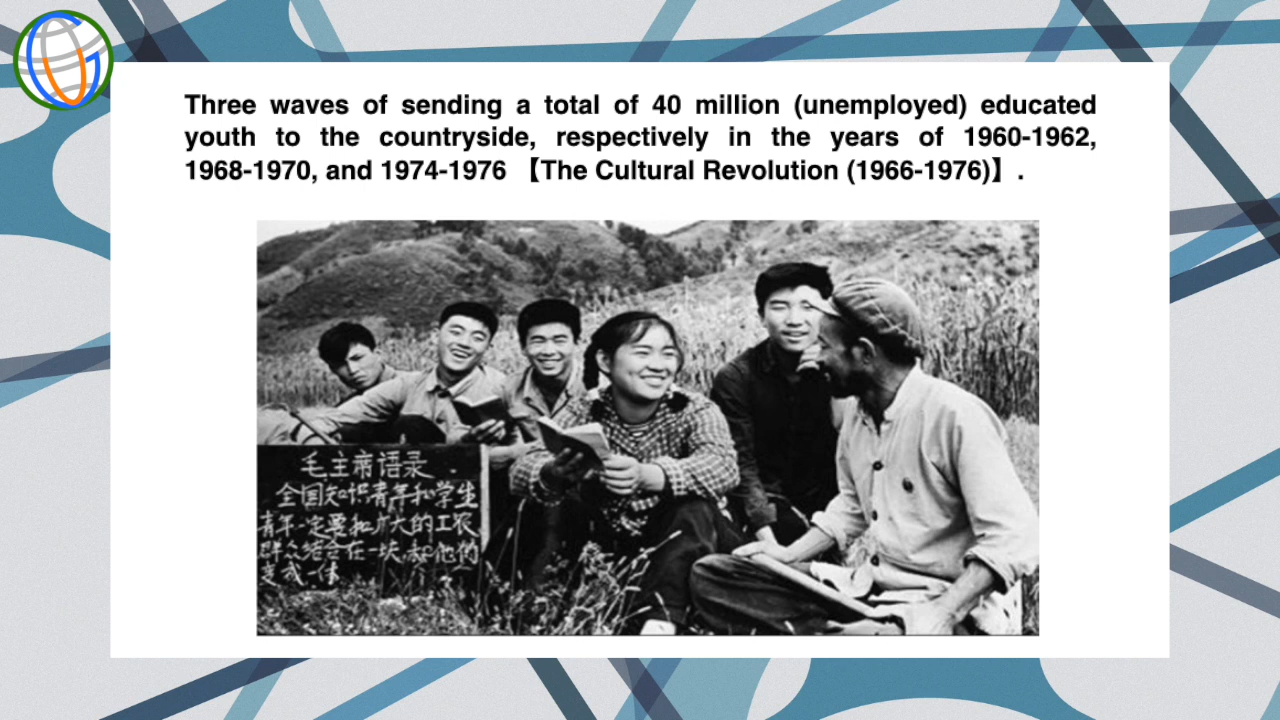 Three waves of sending a total of 40 million (unemployed) educated
youth to the countryside, respectively in the years of 1960-1962,
1968-1970, and 1974-1976 【The Cultural Revolution (1966-1976)】.
毛主席语录
全国知识青年和学生
青年一定要和广大的工农
群众结合在一块,和他们
变成一体